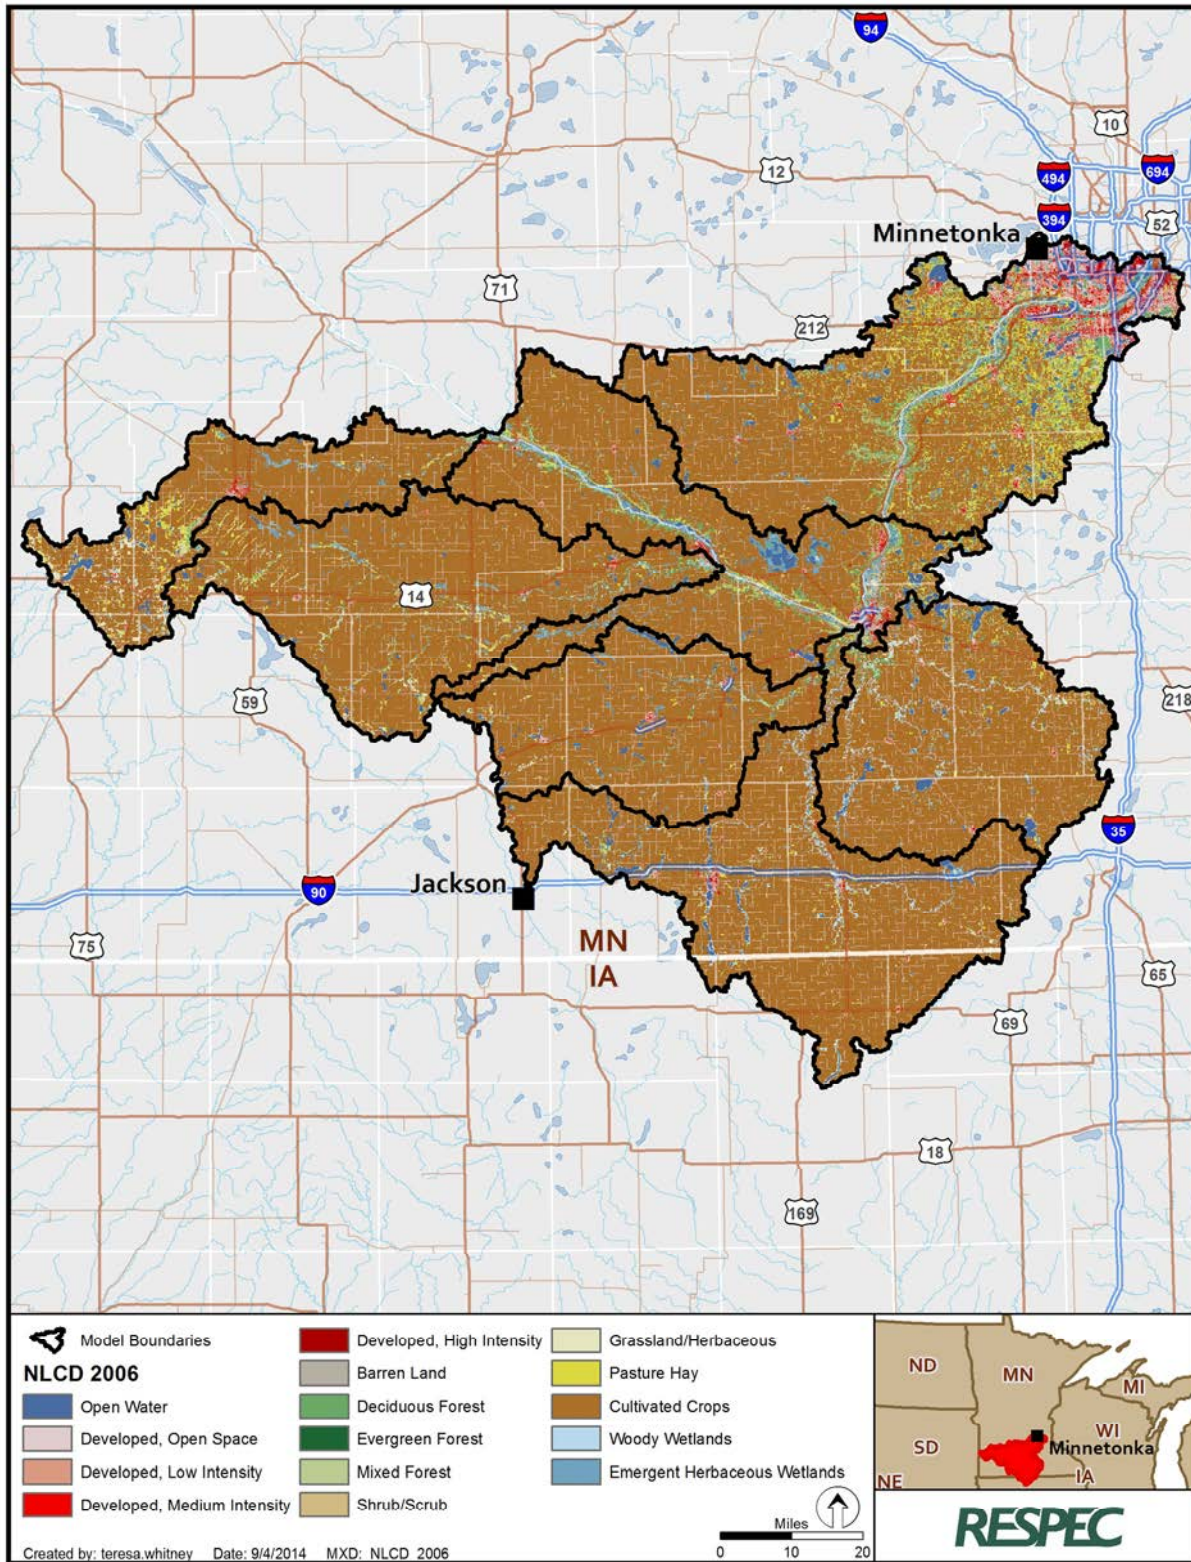 94
10
12
494
694
394
52
Minnetonka
71
212
14
59
218
35
Jackson
90
MN
IA
75
65
69
18
169
Model Boundaries
NLCD 2006
Open Water
Developed, Open Space
Developed, Low Intensity
Developed, Medium Intensity
Developed, High Intensity
Barren Land
Deciduous Forest
Evergreen Forest
Mixed Forest
Shrub/Scrub
Grassland/Herbaceous
Pasture Hay
Cultivated Crops
Woody Wetlands
Emergent Herbaceous Wetlands
Miles
0 10 20
Created by: teresa.whitney Date: 9/4/2014 MXD: NLCD_2006
ND
MN
MI
WI
SD
Minnetonka
NE
IA
RESPEC